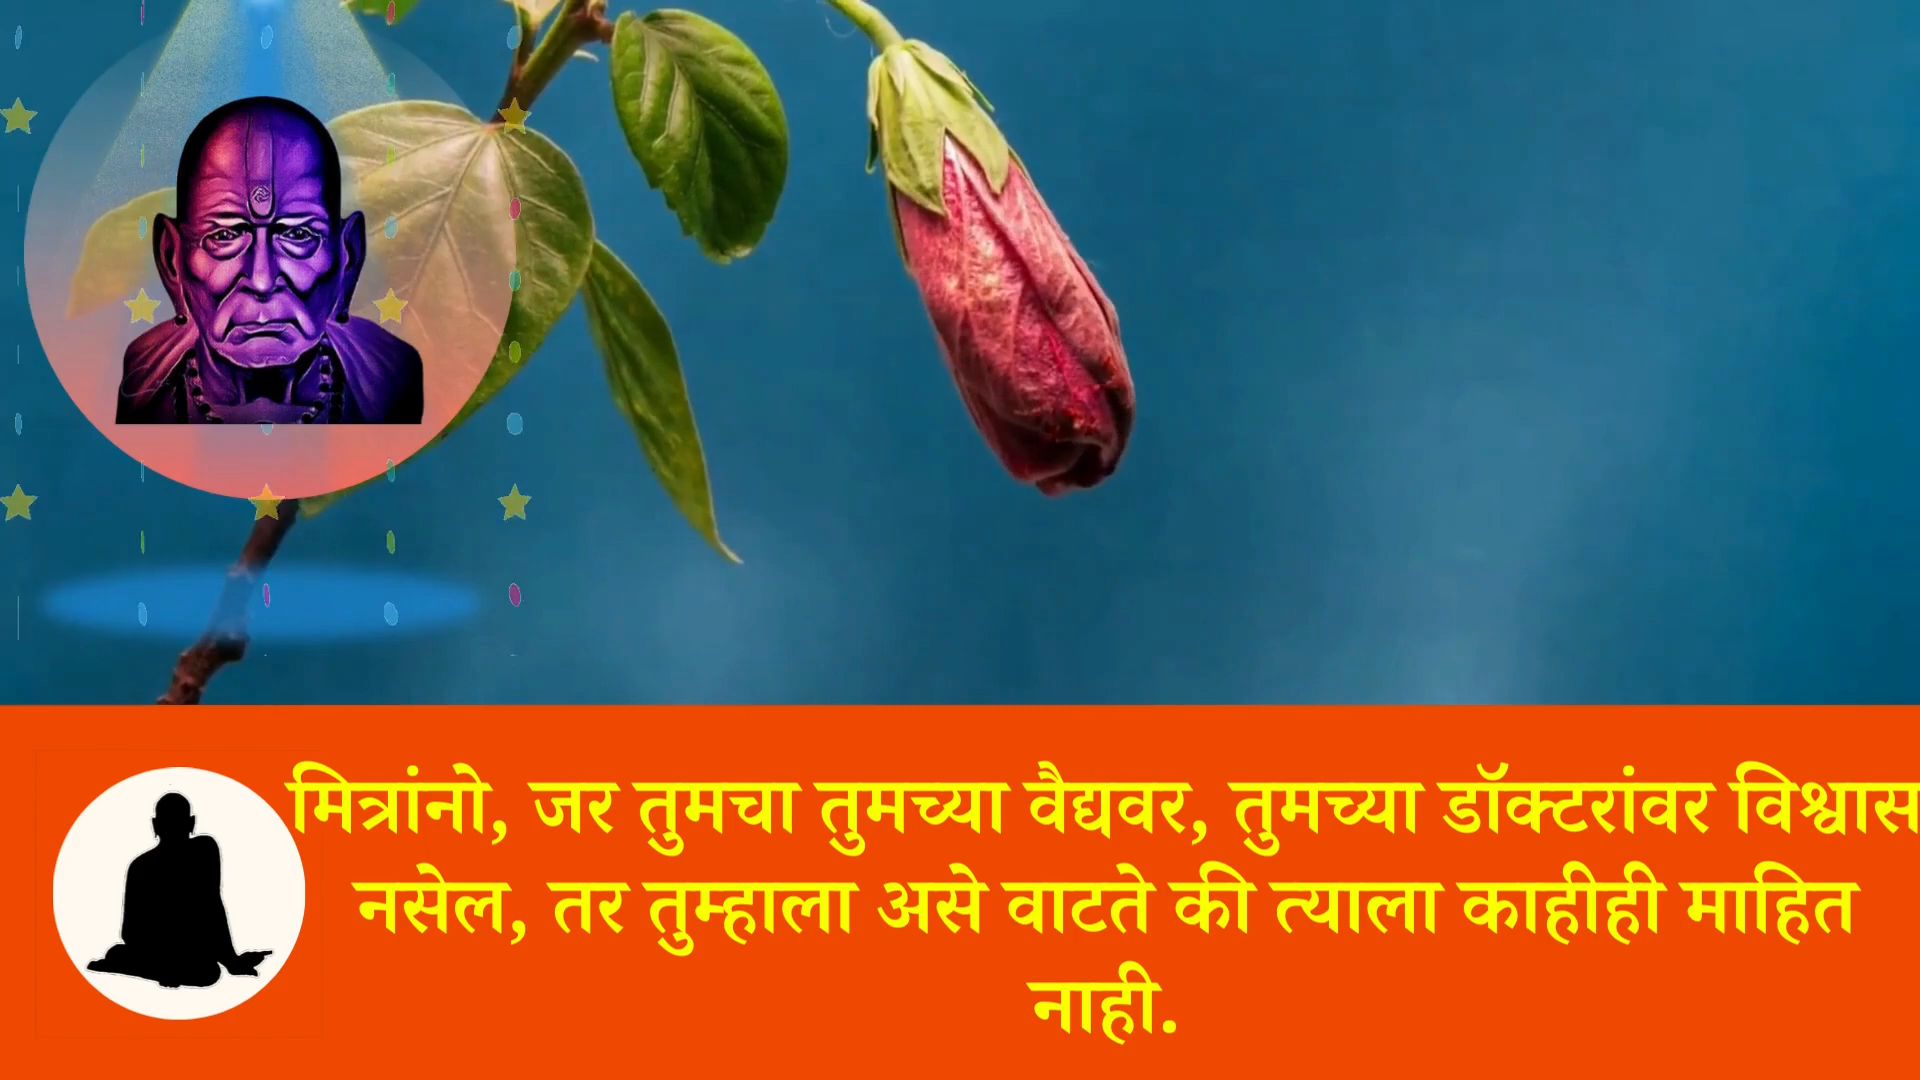 मित्रांनो, जर तुमचा तुमच्या वैद्यवर, तुमच्या डॉक्टरांवर विश्वास
नसेल, तर तुम्हाला असे वाटते की त्याला काहीही माहित
नाही.